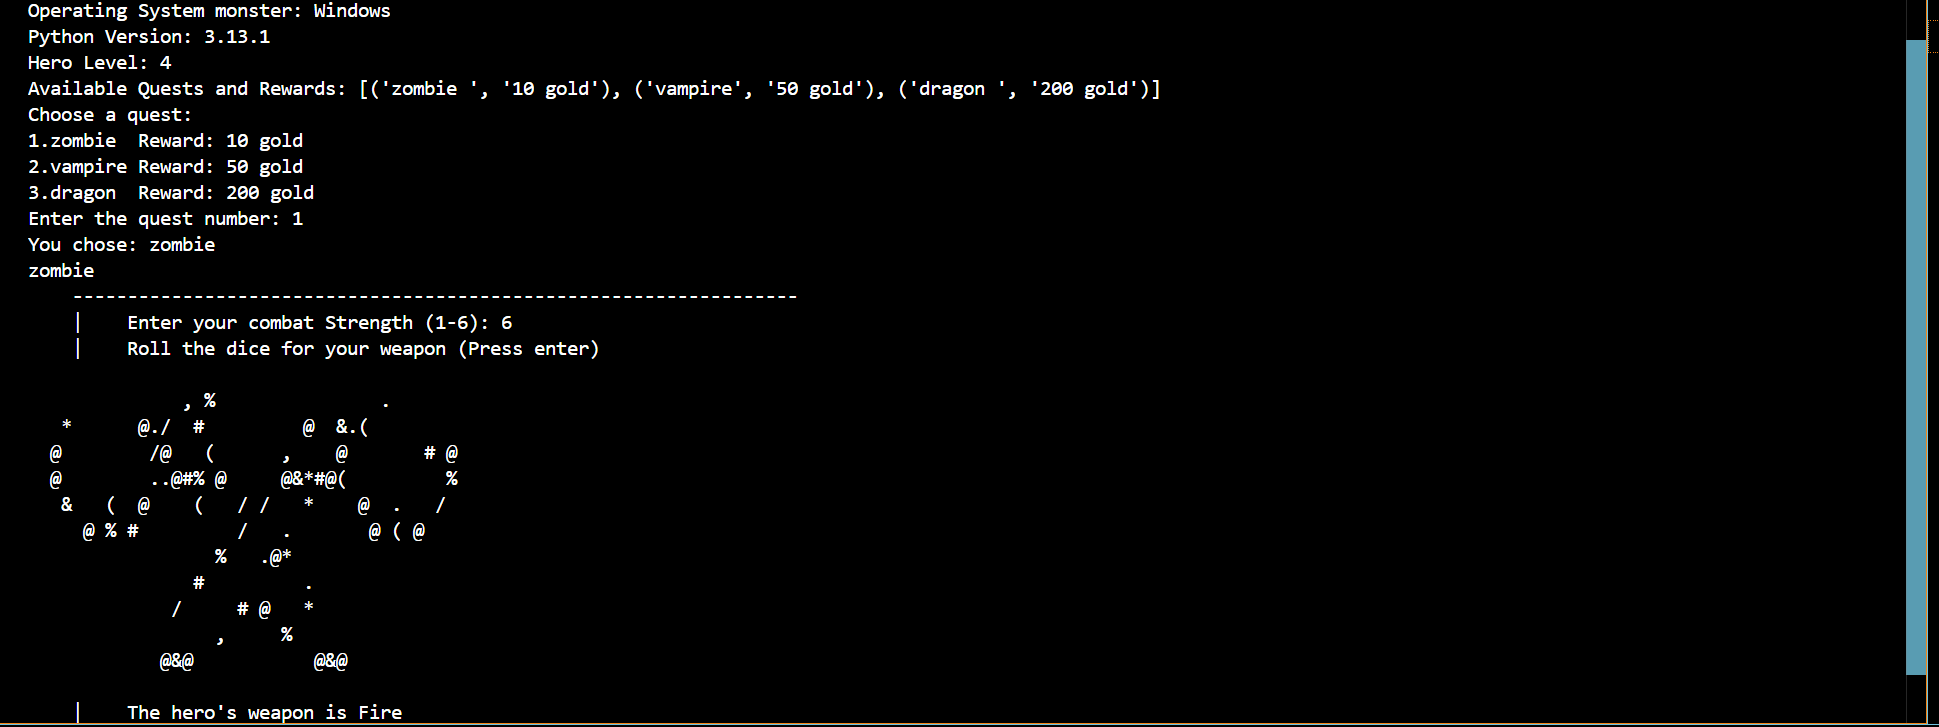 Operating System monster: Windows
Python Version: 3.13.1
Hero Level: 4
Available Quests and Rewards: [('zombie ', '10 gold'), ('vampire', '50 gold'), ('dragon ', '200 gold')]
Choose a quest:
1.zombie  Reward: 10 gold
2.vampire Reward: 50 gold
3.dragon  Reward: 200 gold
Enter the quest number: 1
You chose: zombie
zombie
    ------------------------------------------------------------------
    |    Enter your combat Strength (1-6): 6
    |    Roll the dice for your weapon (Press enter)
              , %               .
   *      @./  #         @  &.(
  @        /@   (      ,    @       # @
  @        ..@#% @     @&*#@(         %
   &   (  @    (   / /   *    @  .   /
     @ % #         /   .       @ ( @
                 %   .@*
               #         .
             /     # @   *
                 ,     %
            @&@           @&@
    |    The hero's weapon is Fire